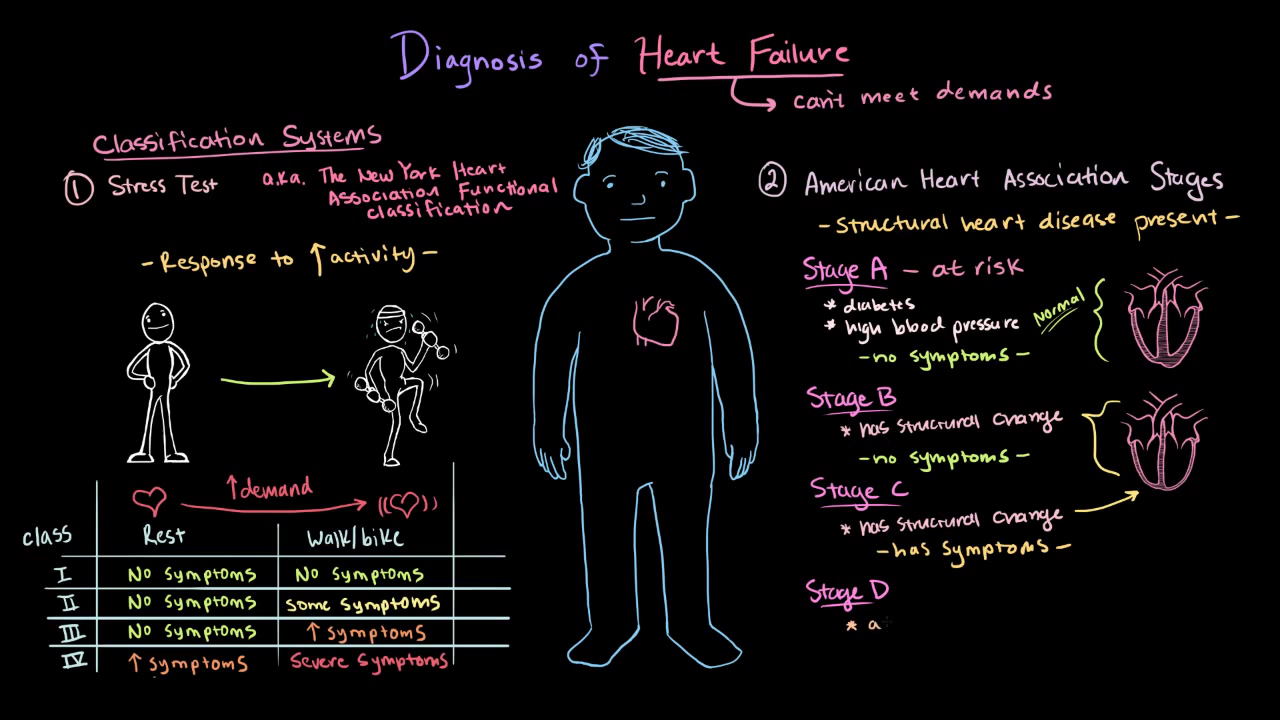 Diagnosis of Heart Failure
can't meet demands
Classification Systems
① Stress Test
a.k.a. The New York Heart
Association Functional
classification
- Response to ↑ activity -
↑ demand
class Rest Walk/bike
I No symptoms No symptoms
II No symptoms some symptoms
III No symptoms ↑ symptoms
IV ↑ symptoms severe symptoms
② American Heart Association Stages
- Structural heart disease present -
Stage A - at risk
* diabetes
* high blood pressure
Normal
- no symptoms -
Stage B
* has structural change
- no symptoms -
Stage C
* has structural change
- has symptoms -
Stage D
* a